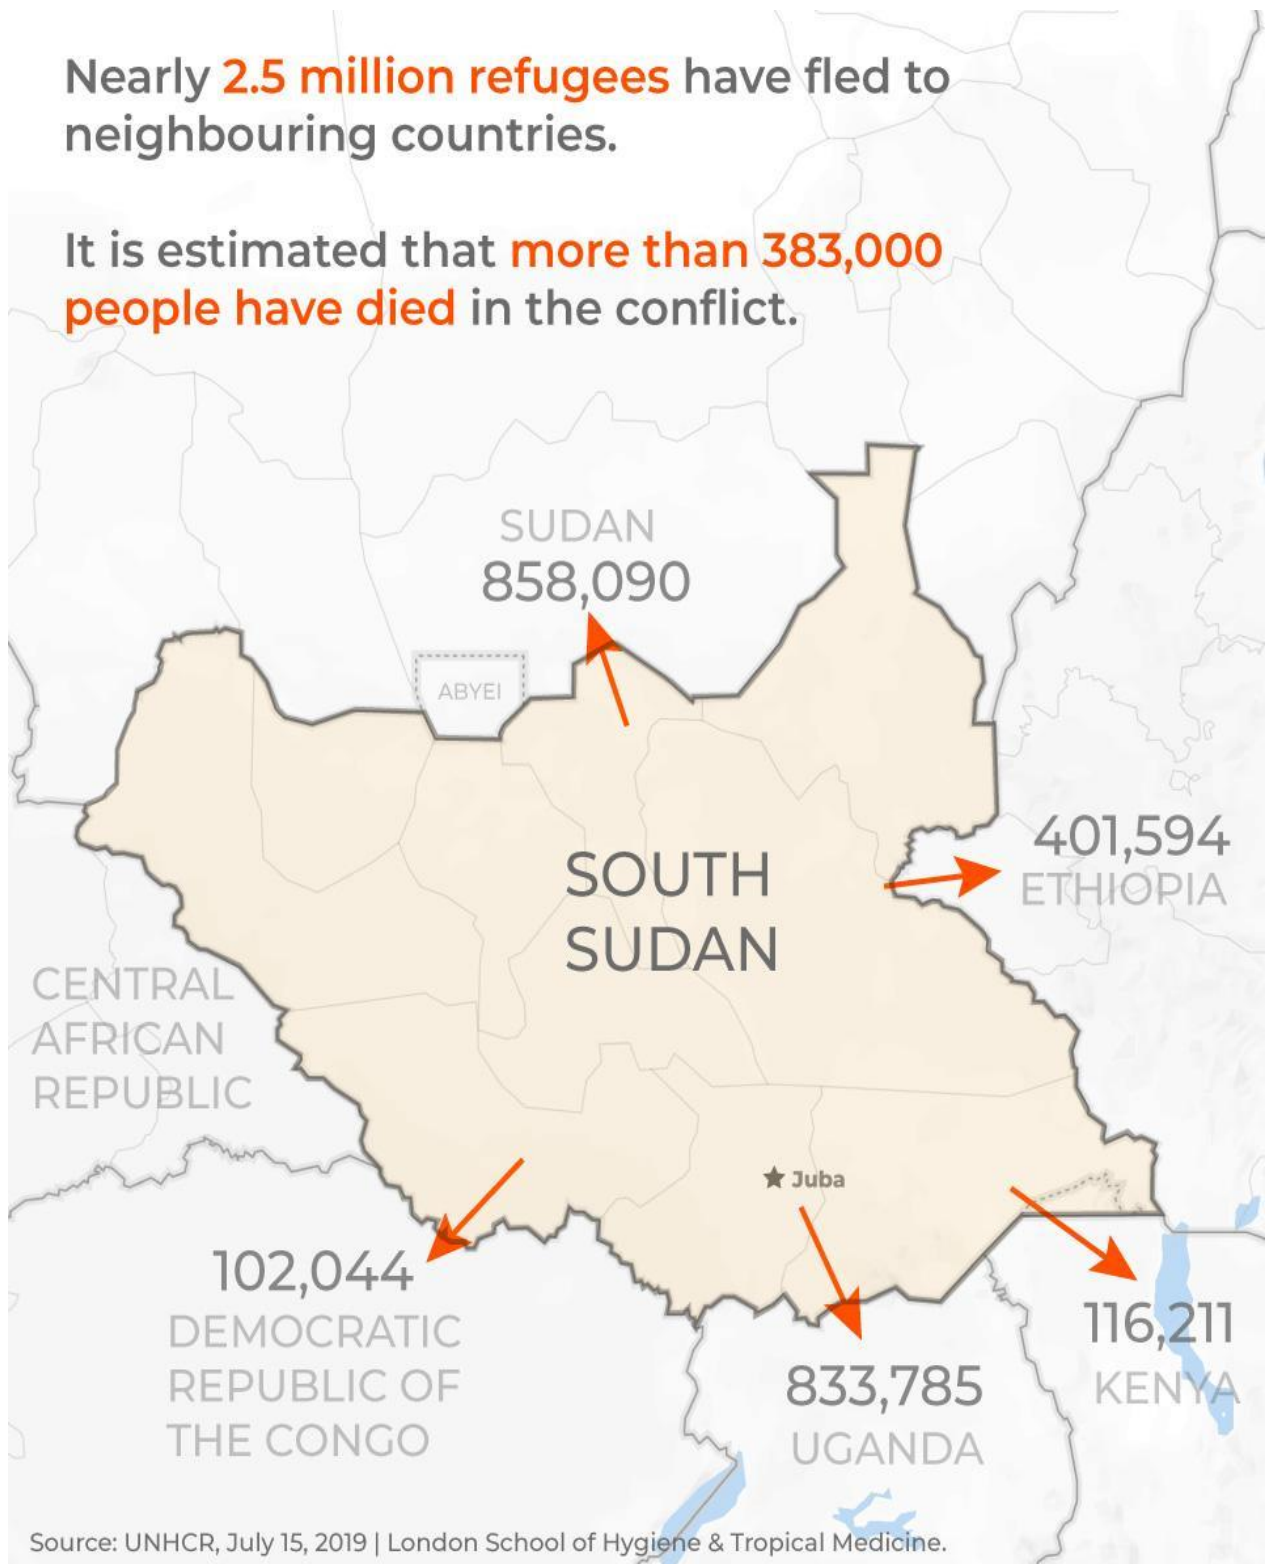 Nearly 2.5 million refugees have fled to
neighbouring countries.
It is estimated that more than 383,000
people have died in the conflict.
SUDAN
858,090
ABYEI
401,594
ETHIOPIA
SOUTH
SUDAN
CENTRAL
AFRICAN
REPUBLIC
Juba
102,044
DEMOCRATIC
REPUBLIC OF
THE CONGO
116,211
KENYA
833,785
UGANDA
Source: UNHCR, July 15, 2019 | London School of Hygiene & Tropical Medicine.